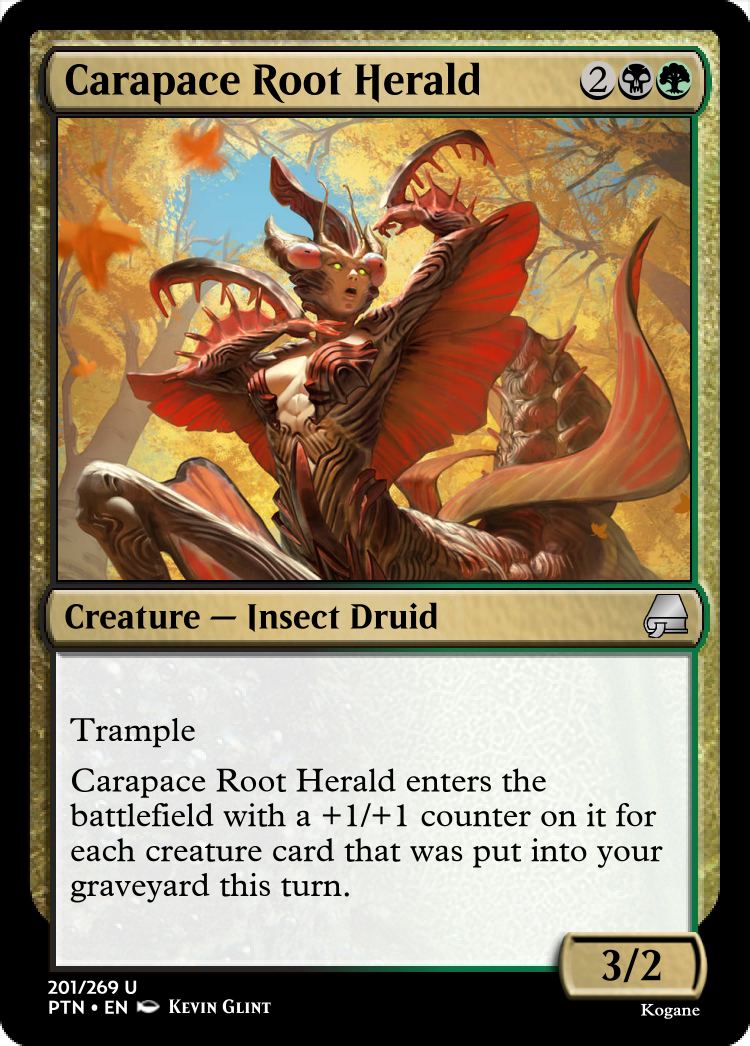 Carapace Root Herald 2
Creature — Insect Druid
Trample
Carapace Root Herald enters the
battlefield with a +1/+1 counter on it for
each creature card that was put into your
graveyard this turn.
3/2
201/269 U
PTN • EN Kevin Glint
Kogane